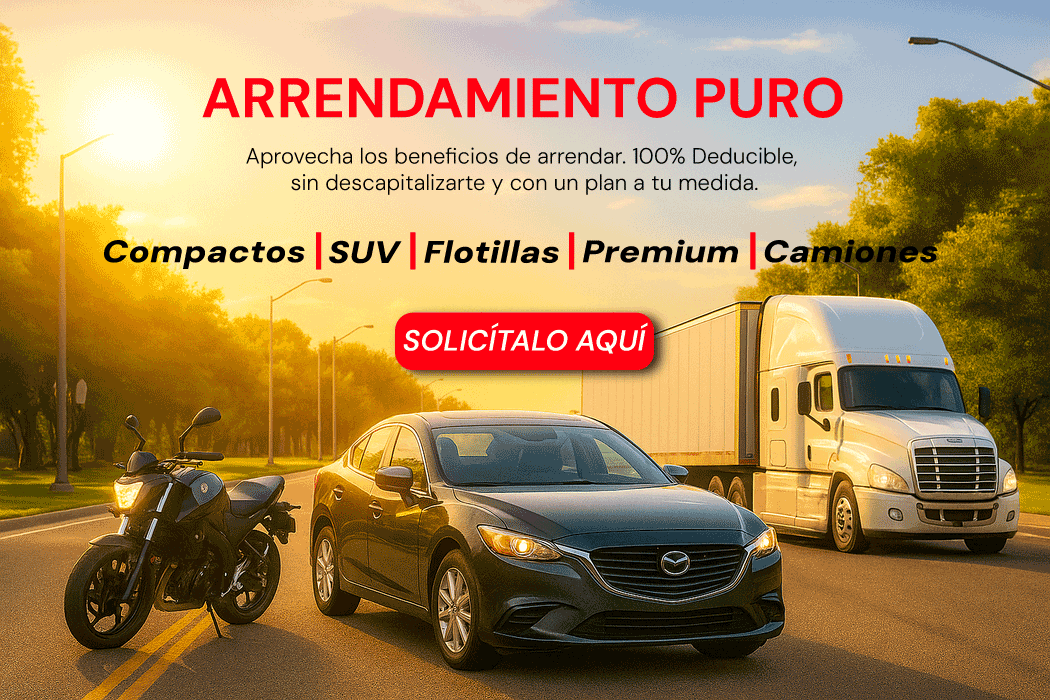 ARRENDAMIENTO PURO
Aprovecha los beneficios de arrendar. 100% Deducible,
sin descapitalizarte y con un plan a tu medida.
Compactos | SUV | Flotillas | Premium | Camiones
SOLICÍTALO AQUÍ